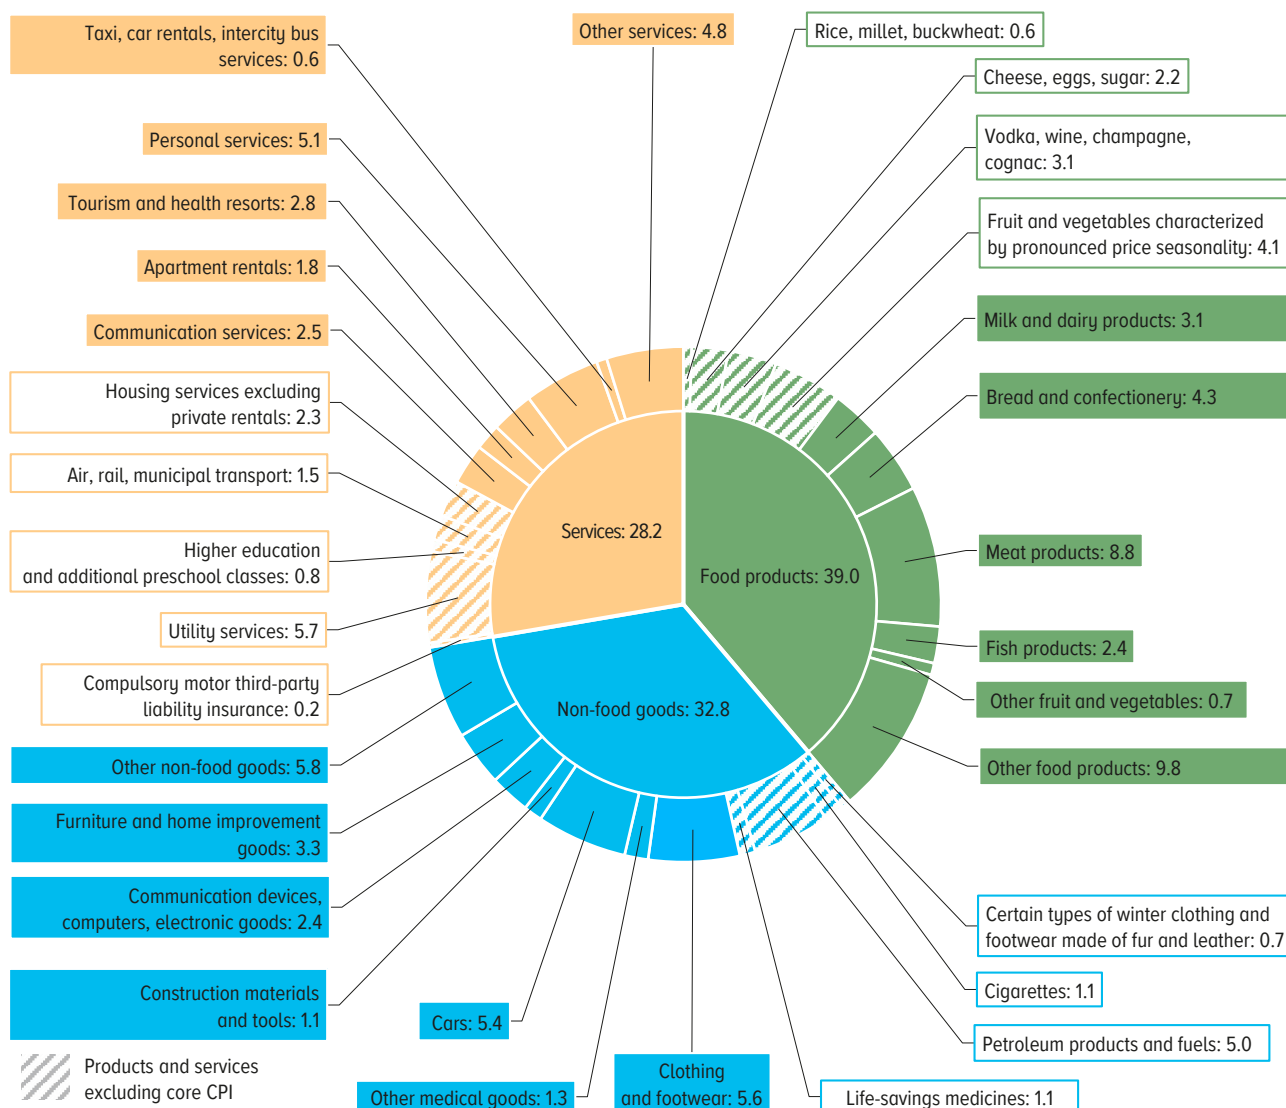 Taxi, car rentals, intercity bus
services: 0.6
Personal services: 5.1
Tourism and health resorts: 2.8
Apartment rentals: 1.8
Communication services: 2.5
Housing services excluding
private rentals: 2.3
Air, rail, municipal transport: 1.5
Higher education
and additional preschool classes: 0.8
Utility services: 5.7
Compulsory motor third-party
liability insurance: 0.2
Other non-food goods: 5.8
Furniture and home improvement
goods: 3.3
Communication devices,
computers, electronic goods: 2.4
Construction materials
and tools: 1.1
Products and services
excluding core CPI
Other services: 4.8
Services: 28.2
Food products: 39.0
Non-food goods: 32.8
Cars: 5.4
Other medical goods: 1.3
Clothing
and footwear: 5.6
Life-savings medicines: 1.1
Rice, millet, buckwheat: 0.6
Cheese, eggs, sugar: 2.2
Vodka, wine, champagne,
cognac: 3.1
Fruit and vegetables characterized
by pronounced price seasonality: 4.1
Milk and dairy products: 3.1
Bread and confectionery: 4.3
Meat products: 8.8
Fish products: 2.4
Other fruit and vegetables: 0.7
Other food products: 9.8
Certain types of winter clothing and
footwear made of fur and leather: 0.7
Cigarettes: 1.1
Petroleum products and fuels: 5.0